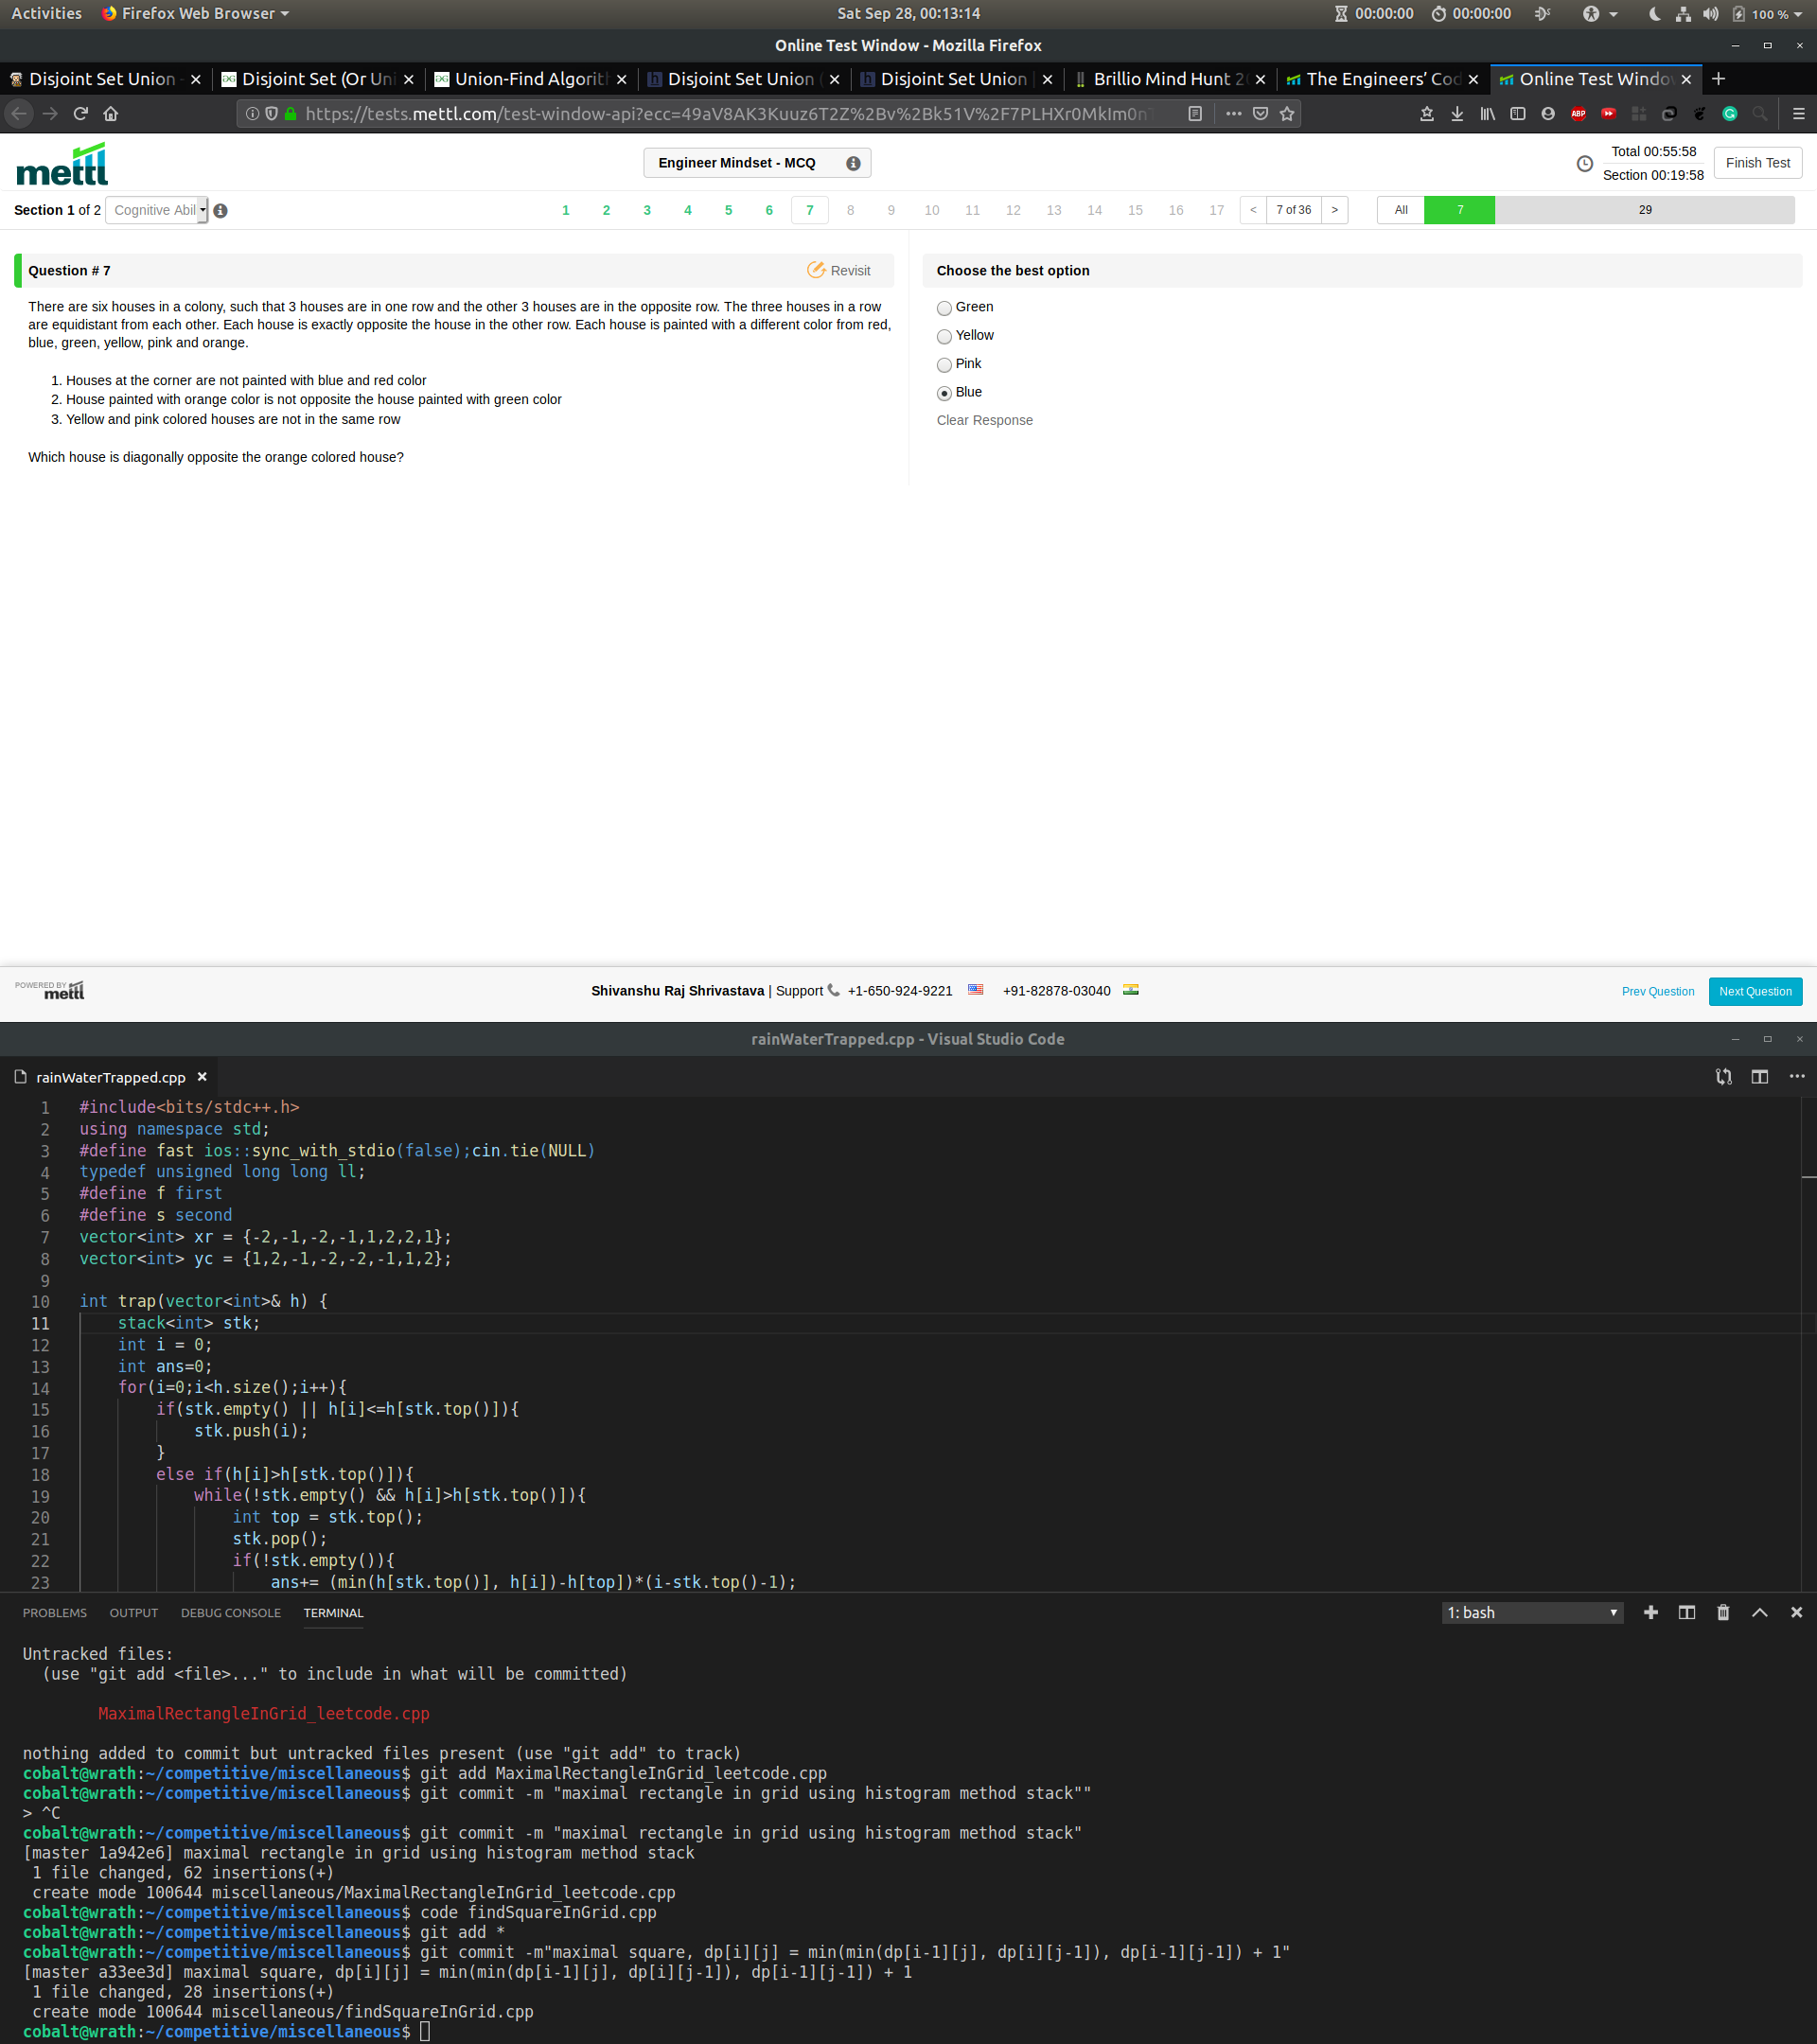 Activities Firefox Web Browser Sat Sep 28, 00:13:14 00:00:00 00:00:00 100 %
Online Test Window - Mozilla Firefox
Disjoint Set Union - Disjoint Set (Or Uni Union-Find Algorith Disjoint Set Union ( Disjoint Set Union | Brillio Mind Hunt 20 The Engineers’ Cod Online Test Window
https://tests.mettl.com/test-window-api?ecc=49aV8AK3Kuuz6T2Z%2Bv%2Bk51V%2F7PLHXr0MkIm0nT
mettl Engineer Mindset - MCQ Total 00:55:58 Section 00:19:58 Finish Test
Section 1 of 2 Cognitive Abil 1 2 3 4 5 6 7 8 9 10 11 12 13 14 15 16 17 < 7 of 36 > All 7 29
Question # 7 Revisit
There are six houses in a colony, such that 3 houses are in one row and the other 3 houses are in the opposite row. The three houses in a row
are equidistant from each other. Each house is exactly opposite the house in the other row. Each house is painted with a different color from red,
blue, green, yellow, pink and orange.
1. Houses at the corner are not painted with blue and red color
2. House painted with orange color is not opposite the house painted with green color
3. Yellow and pink colored houses are not in the same row
Which house is diagonally opposite the orange colored house?
Choose the best option
Green
Yellow
Pink
Blue
Clear Response
POWERED BY mettl Shivanshu Raj Shrivastava | Support +1-650-924-9221 +91-82878-03040 Prev Question Next Question
rainWaterTrapped.cpp - Visual Studio Code
rainWaterTrapped.cpp
1 #include<bits/stdc++.h>
2 using namespace std;
3 #define fast ios::sync_with_stdio(false);cin.tie(NULL)
4 typedef unsigned long long ll;
5 #define f first
6 #define s second
7 vector<int> xr = {-2,-1,-2,-1,1,2,2,1};
8 vector<int> yc = {1,2,-1,-2,-2,-1,1,2};
9
10 int trap(vector<int>& h) {
11 stack<int> stk;
12 int i = 0;
13 int ans=0;
14 for(i=0;i<h.size();i++){
15 if(stk.empty() || h[i]<=h[stk.top()]){
16 stk.push(i);
17 }
18 else if(h[i]>h[stk.top()]){
19 while(!stk.empty() && h[i]>h[stk.top()]){
20 int top = stk.top();
21 stk.pop();
22 if(!stk.empty()){
23 ans+= (min(h[stk.top()], h[i])-h[top])*(i-stk.top()-1);
PROBLEMS OUTPUT DEBUG CONSOLE TERMINAL 1: bash
Untracked files:
(use "git add <file>..." to include in what will be committed)
MaximalRectangleInGrid_leetcode.cpp
nothing added to commit but untracked files present (use "git add" to track)
cobalt@wrath:~/competitive/miscellaneous$ git add MaximalRectangleInGrid_leetcode.cpp
cobalt@wrath:~/competitive/miscellaneous$ git commit -m "maximal rectangle in grid using histogram method stack""
> ^C
cobalt@wrath:~/competitive/miscellaneous$ git commit -m "maximal rectangle in grid using histogram method stack"
[master 1a942e6] maximal rectangle in grid using histogram method stack
1 file changed, 62 insertions(+)
create mode 100644 miscellaneous/MaximalRectangleInGrid_leetcode.cpp
cobalt@wrath:~/competitive/miscellaneous$ code findSquareInGrid.cpp
cobalt@wrath:~/competitive/miscellaneous$ git add *
cobalt@wrath:~/competitive/miscellaneous$ git commit -m"maximal square, dp[i][j] = min(min(dp[i-1][j], dp[i][j-1]), dp[i-1][j-1]) + 1"
[master a33ee3d] maximal square, dp[i][j] = min(min(dp[i-1][j], dp[i][j-1]), dp[i-1][j-1]) + 1
1 file changed, 28 insertions(+)
create mode 100644 miscellaneous/findSquareInGrid.cpp
cobalt@wrath:~/competitive/miscellaneous$